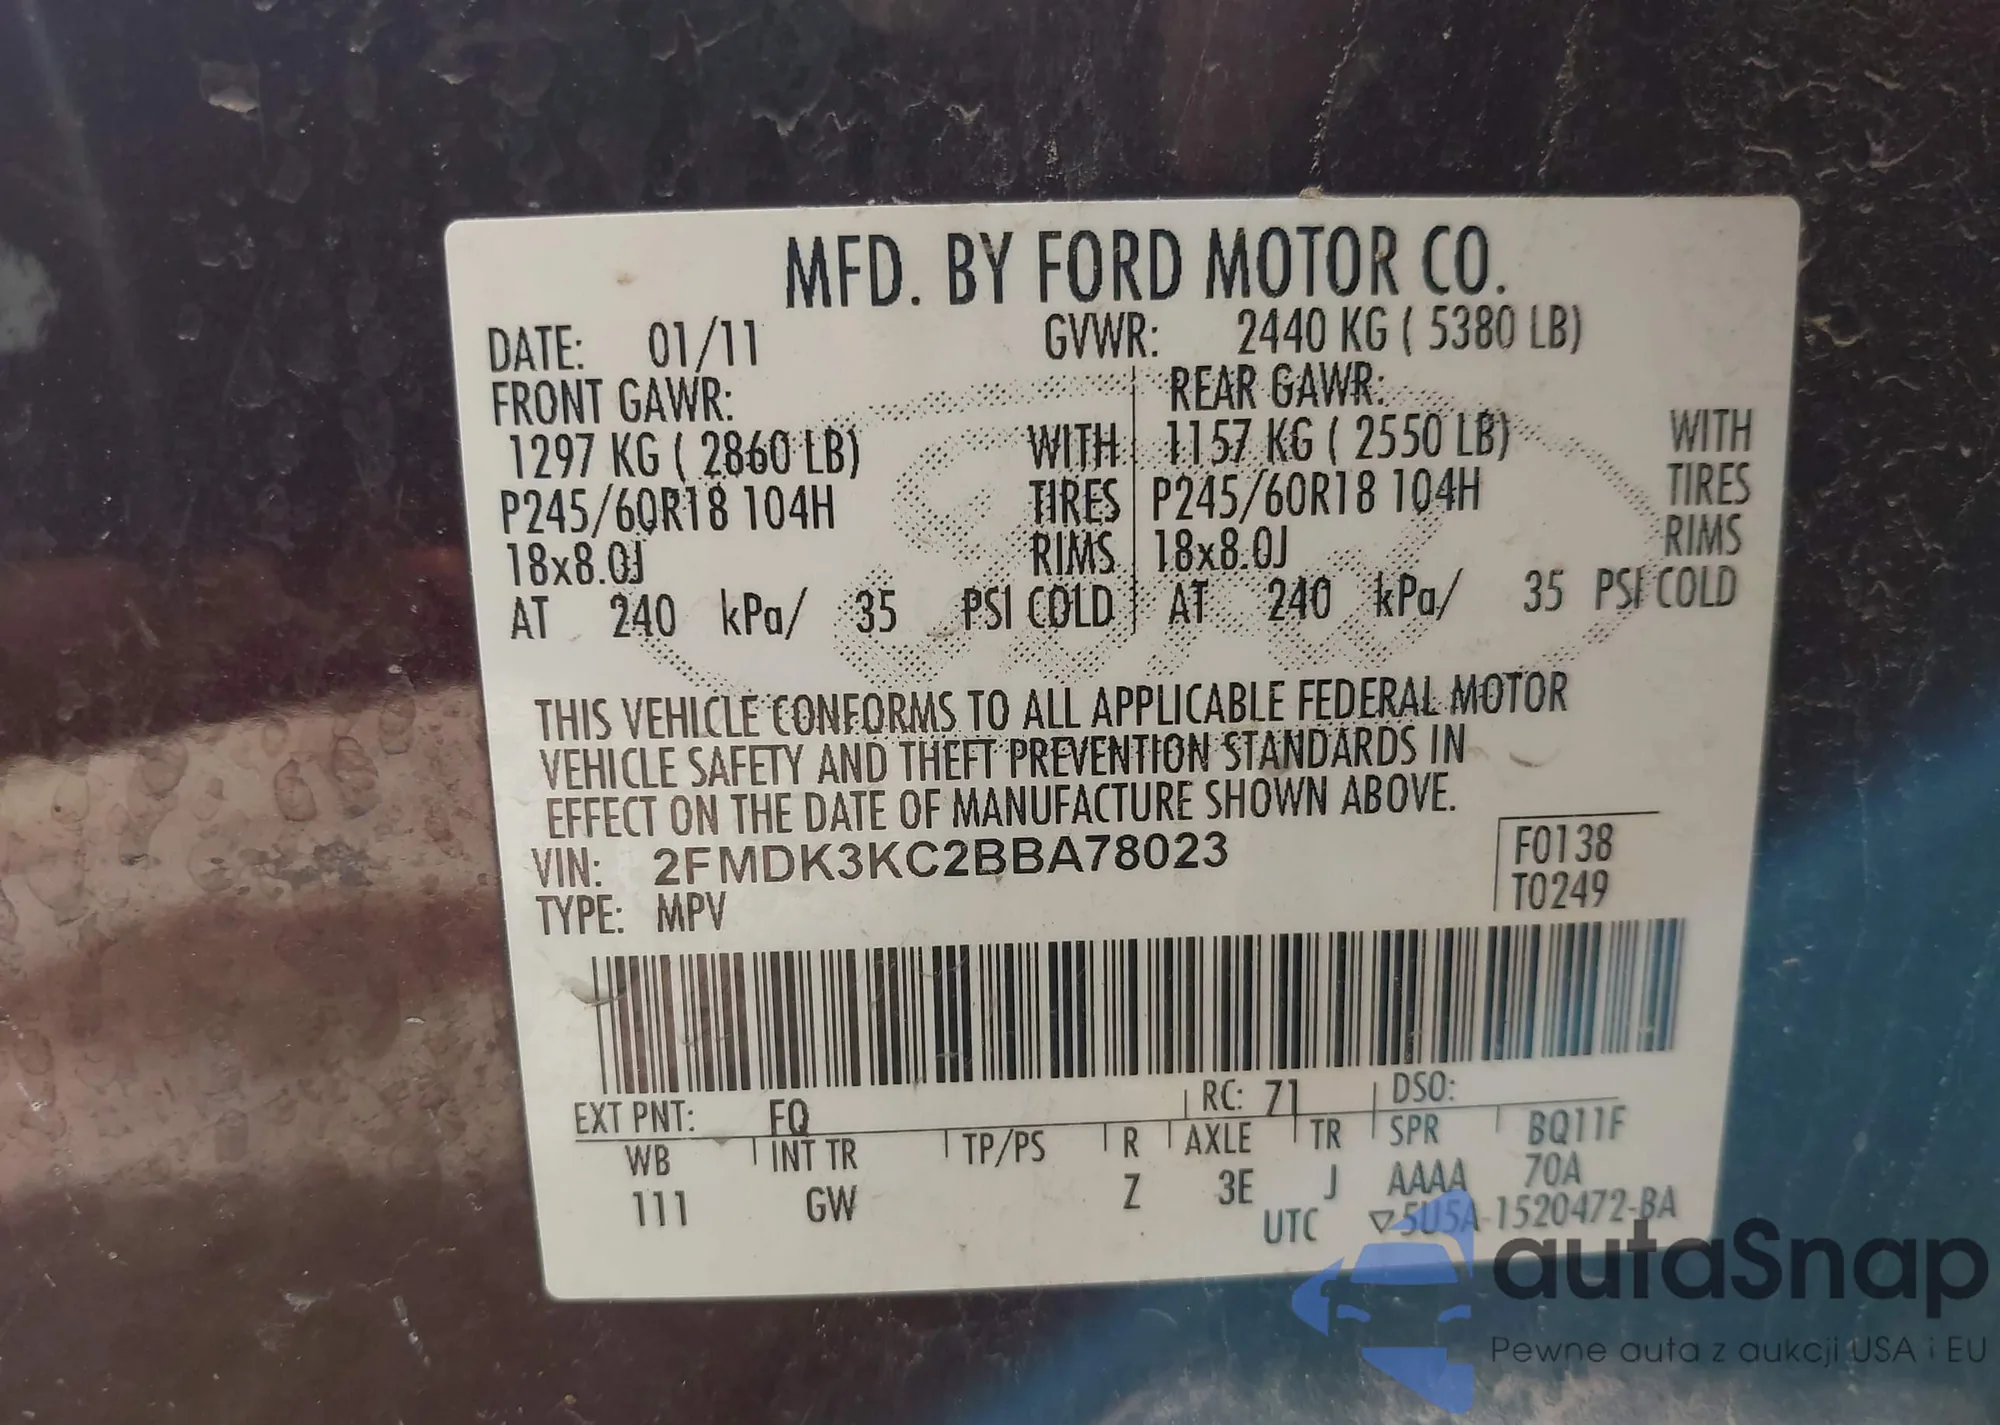 MFD. BY FORD MOTOR CO.
DATE: 01/11 GVWR: 2440 KG ( 5380 LB)
FRONT GAWR: REAR GAWR:
1297 KG ( 2860 LB) WITH 1157 KG ( 2550 LB) WITH
P245/60R18 104H TIRES P245/60R18 104H TIRES
18x8.0J RIMS 18x8.0J RIMS
AT 240 kPa/ 35 PSI COLD AT 240 kPa/ 35 PSI COLD
THIS VEHICLE CONFORMS TO ALL APPLICABLE FEDERAL MOTOR
VEHICLE SAFETY AND THEFT PREVENTION STANDARDS IN
EFFECT ON THE DATE OF MANUFACTURE SHOWN ABOVE.
VIN: 2FMDK3KC2BBA78023 F0138
TYPE: MPV T0249
EXT PNT: FQ RC: 71 DSO:
WB INT TR TP/PS R AXLE TR SPR BQ11F
111 GW Z 3E J AAAA 70A
UTC ▽5U5A-1520472-BA
autaSnap
Pewne auta z aukcji USA i EU